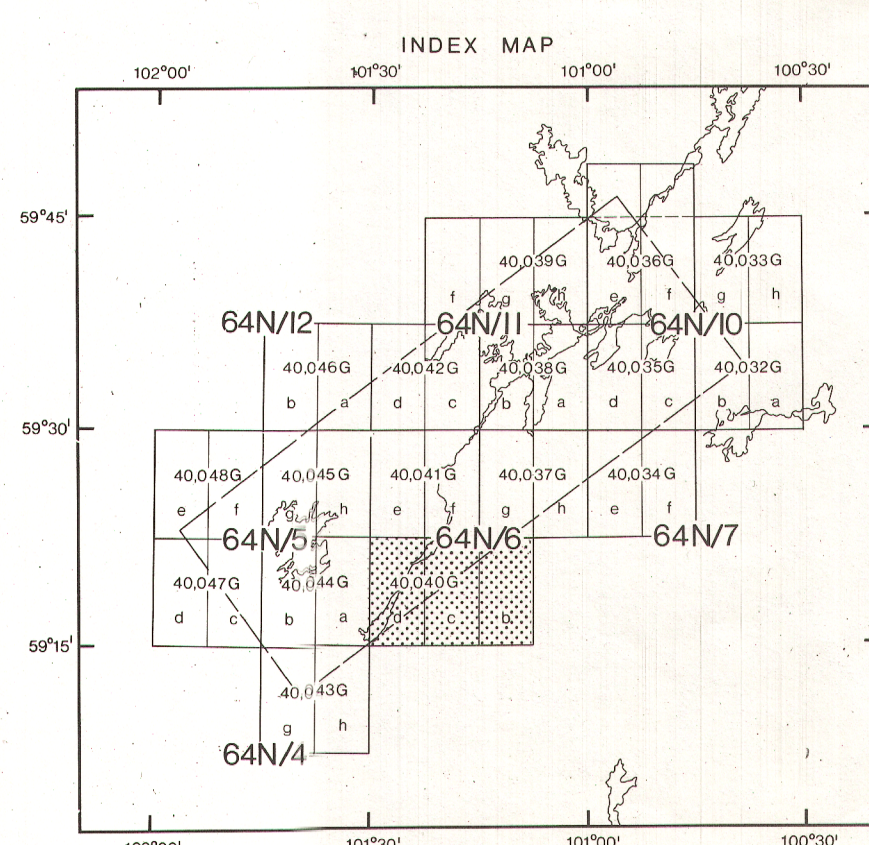 INDEX MAP
102°00' 101°30' 101°00' 100°30'
59°45'
40,039G 40,036G 40,033G
f g h e f g h
64N/12 64N/11 64N/10
40,046G 40,042G 40,038G 40,035G 40,032G
b a d c b a d c b a
59°30'
40,048G 40,045G 40,041G 40,037G 40,034G
e f g h e f g h e f
64N/5 64N/6 64N/7
40,047G 40,044G 40,040G
d c b a d c b
59°15'
40,043G
g h
64N/4
101°30' 101°00' 100°30'